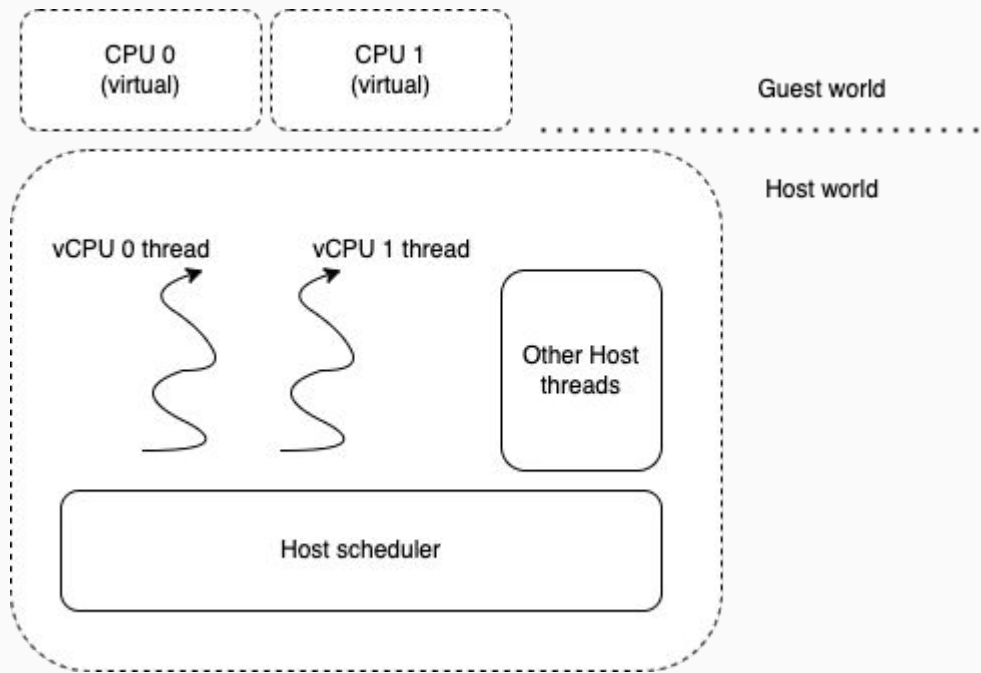 CPU 0
(virtual)
CPU 1
(virtual)
Guest world
Host world
vCPU 0 thread
vCPU 1 thread
Other Host
threads
Host scheduler